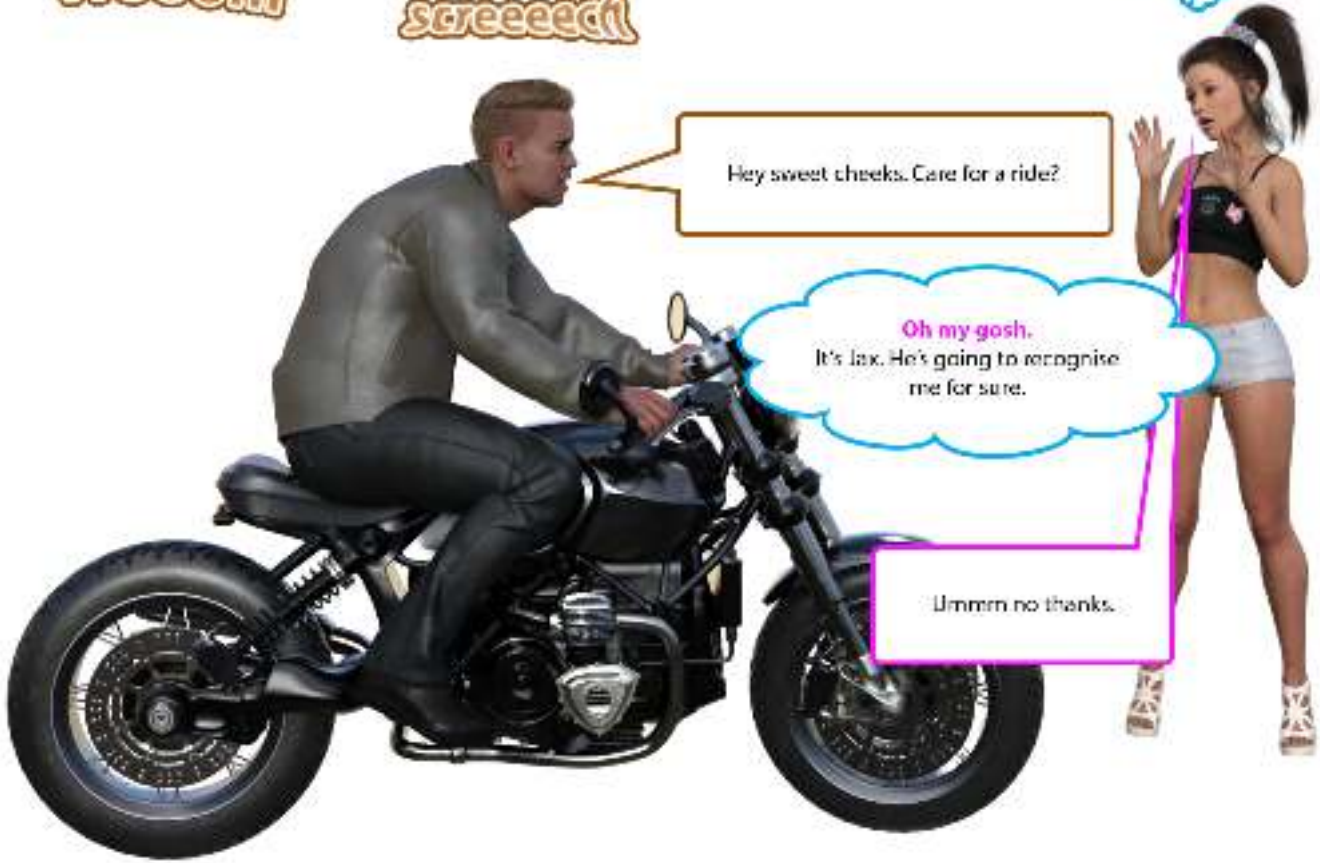 screeeech
Hey sweet cheeks. Care for a ride?
Oh my gosh.
It's Jax. He's going to recognise
me for sure.
Ummm no thanks.